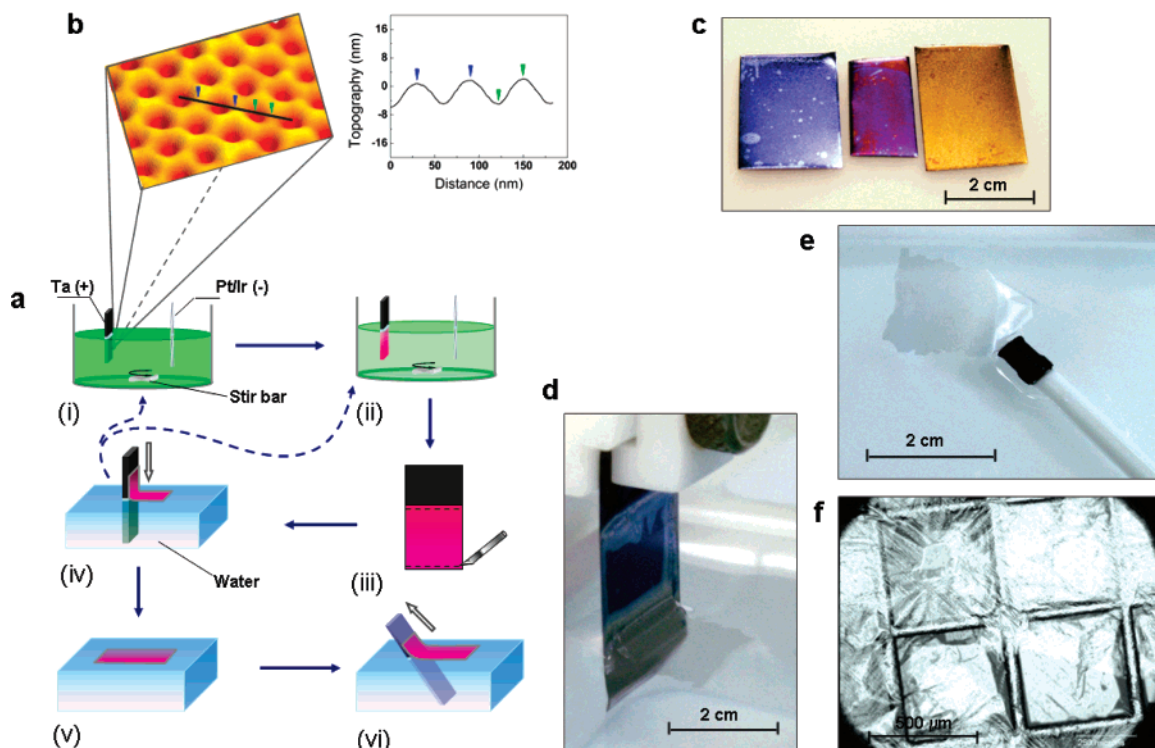 b
Topography (nm)
16
8
0
-8
-16
0
50
100
150
200
Distance (nm)
c
2 cm
a
Ta (+)
Pt/Ir (-)
Stir bar
(i)
(ii)
(iii)
(iv)
Water
(v)
(vi)
d
2 cm
e
2 cm
f
500 µm